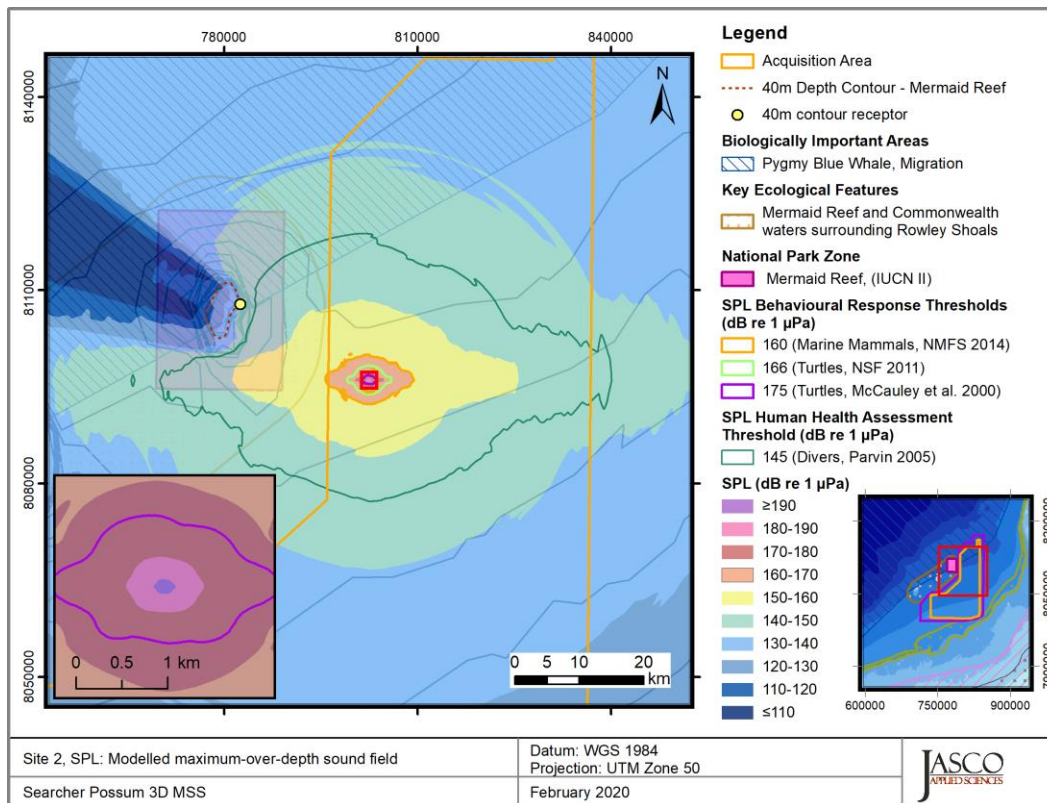 780000
810000
840000
8140000
8110000
8080000
8050000
N
0 0.5 1 km
0 5 10 20
km
Legend
Acquisition Area
40m Depth Contour - Mermaid Reef
40m contour receptor
Biologically Important Areas
Pygmy Blue Whale, Migration
Key Ecological Features
Mermaid Reef and Commonwealth
waters surrounding Rowley Shoals
National Park Zone
Mermaid Reef, (IUCN II)
SPL Behavioural Response Thresholds
(dB re 1 µPa)
160 (Marine Mammals, NMFS 2014)
166 (Turtles, NSF 2011)
175 (Turtles, McCauley et al. 2000)
SPL Human Health Assessment
Threshold (dB re 1 µPa)
145 (Divers, Parvin 2005)
SPL (dB re 1 µPa)
≥190
180-190
170-180
160-170
150-160
140-150
130-140
120-130
110-120
≤110
8200000
8050000
7900000
600000 750000 900000
Site 2, SPL: Modelled maximum-over-depth sound field
Datum: WGS 1984
Projection: UTM Zone 50
Searcher Possum 3D MSS
February 2020
JASCO
APPLIED SCIENCES